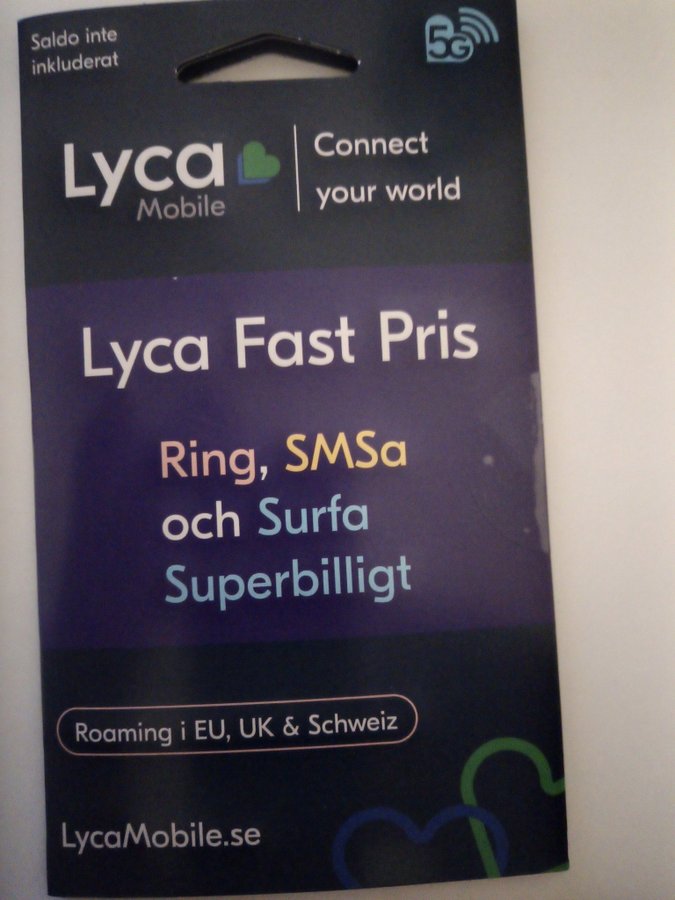 Saldo inte
inkluderat
5G
Lyca
Mobile
Connect
your world
Lyca Fast Pris
Ring, SMSa
och Surfa
Superbilligt
Roaming i EU, UK & Schweiz
LycaMobile.se